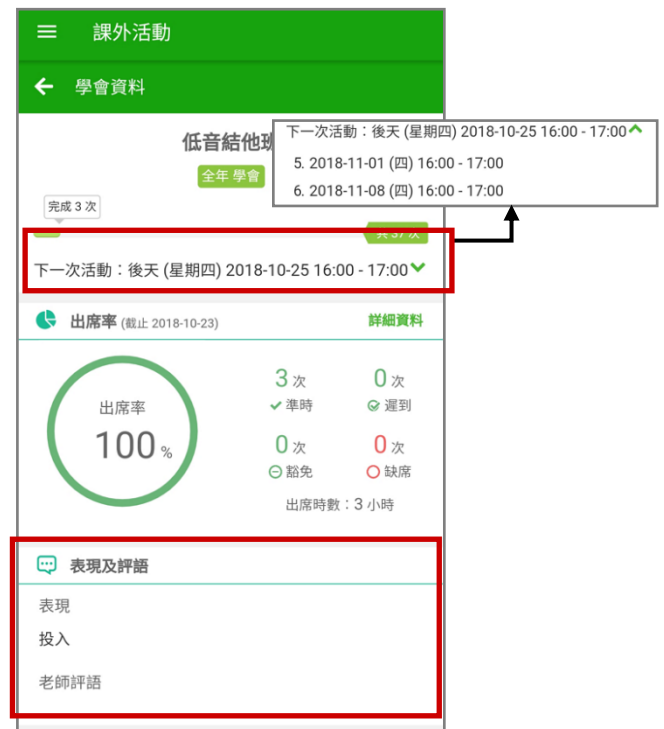 課外活動
學會資料
低音結他班
全年 學會
下一次活動：後天 (星期四) 2018-10-25 16:00 - 17:00
5. 2018-11-01 (四) 16:00 - 17:00
6. 2018-11-08 (四) 16:00 - 17:00
完成 3 次
共 37 次
下一次活動：後天 (星期四) 2018-10-25 16:00 - 17:00
出席率 (截止 2018-10-23)
詳細資料
出席率
100 %
3 次
0 次
準時
遲到
0 次
0 次
豁免
缺席
出席時數：3 小時
表現及評語
表現
投入
老師評語